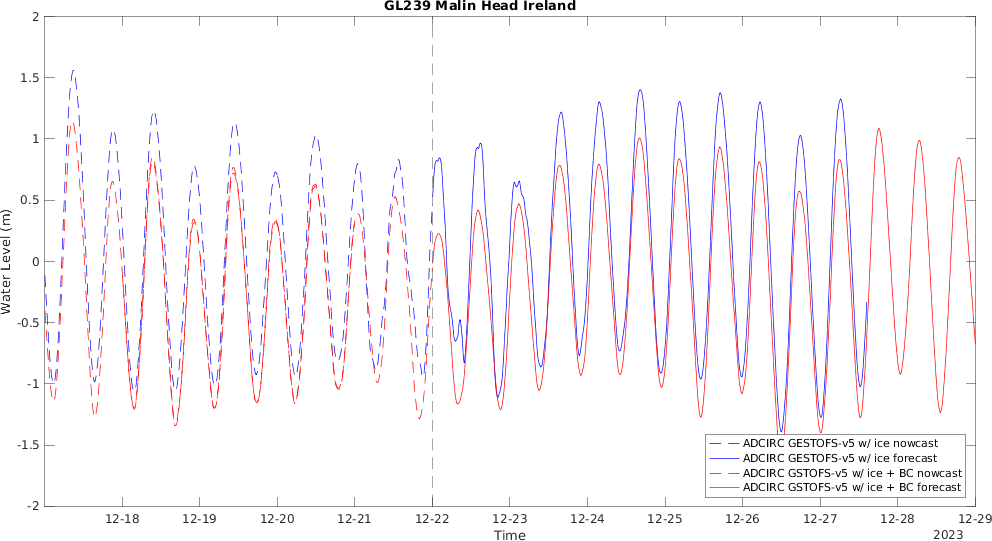 GL239 Malin Head Ireland
2
1.5
1
0.5
0
-0.5
-1
-1.5
-2
Water Level (m)
ADCIRC GESTOFS-v5 w/ ice nowcast
ADCIRC GESTOFS-v5 w/ ice forecast
ADCIRC GSTOFS-v5 w/ ice + BC nowcast
ADCIRC GSTOFS-v5 w/ ice + BC forecast
12-18 12-19 12-20 12-21 12-22 12-23 12-24 12-25 12-26 12-27 12-28 12-29
Time
2023